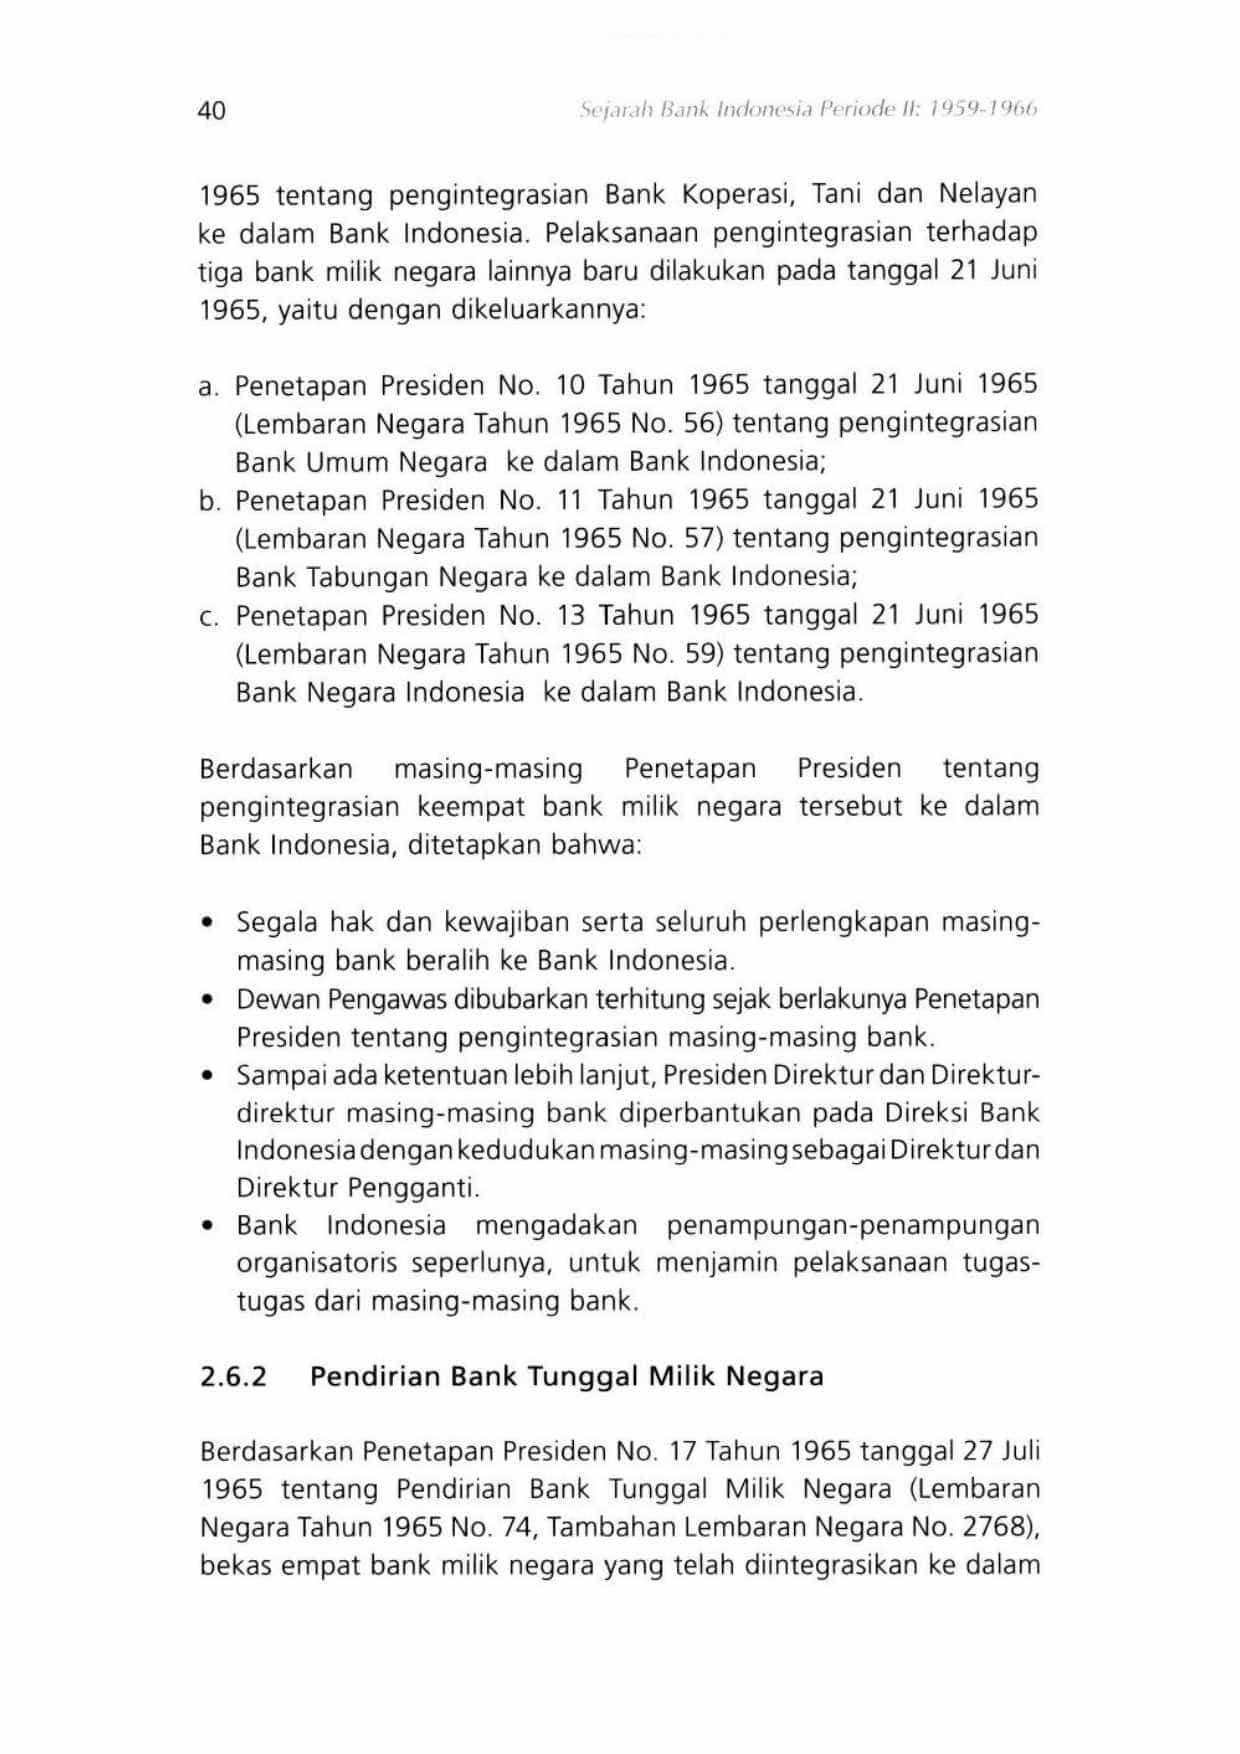 40
Sejarah Bank Indonesia Periode II: 1959-1966
1965 tentang pengintegrasian Bank Koperasi, Tani dan Nelayan
ke dalam Bank Indonesia. Pelaksanaan pengintegrasian terhadap
tiga bank milik negara lainnya baru dilakukan pada tanggal 21 Juni
1965, yaitu dengan dikeluarkannya:
a. Penetapan Presiden No. 10 Tahun 1965 tanggal 21 Juni 1965
(Lembaran Negara Tahun 1965 No. 56) tentang pengintegrasian
Bank Umum Negara ke dalam Bank Indonesia;
b. Penetapan Presiden No. 11 Tahun 1965 tanggal 21 Juni 1965
(Lembaran Negara Tahun 1965 No. 57) tentang pengintegrasian
Bank Tabungan Negara ke dalam Bank Indonesia;
c. Penetapan Presiden No. 13 Tahun 1965 tanggal 21 Juni 1965
(Lembaran Negara Tahun 1965 No. 59) tentang pengintegrasian
Bank Negara Indonesia ke dalam Bank Indonesia.
Berdasarkan masing-masing Penetapan Presiden tentang
pengintegrasian keempat bank milik negara tersebut ke dalam
Bank Indonesia, ditetapkan bahwa:
• Segala hak dan kewajiban serta seluruh perlengkapan masing-
masing bank beralih ke Bank Indonesia.
• Dewan Pengawas dibubarkan terhitung sejak berlakunya Penetapan
Presiden tentang pengintegrasian masing-masing bank.
• Sampai ada ketentuan lebih lanjut, Presiden Direktur dan Direktur-
direktur masing-masing bank diperbantukan pada Direksi Bank
Indonesia dengan kedudukan masing-masing sebagai Direktur dan
Direktur Pengganti.
• Bank Indonesia mengadakan penampungan-penampungan
organisatoris seperlunya, untuk menjamin pelaksanaan tugas-
tugas dari masing-masing bank.
2.6.2 Pendirian Bank Tunggal Milik Negara
Berdasarkan Penetapan Presiden No. 17 Tahun 1965 tanggal 27 Juli
1965 tentang Pendirian Bank Tunggal Milik Negara (Lembaran
Negara Tahun 1965 No. 74, Tambahan Lembaran Negara No. 2768),
bekas empat bank milik negara yang telah diintegrasikan ke dalam